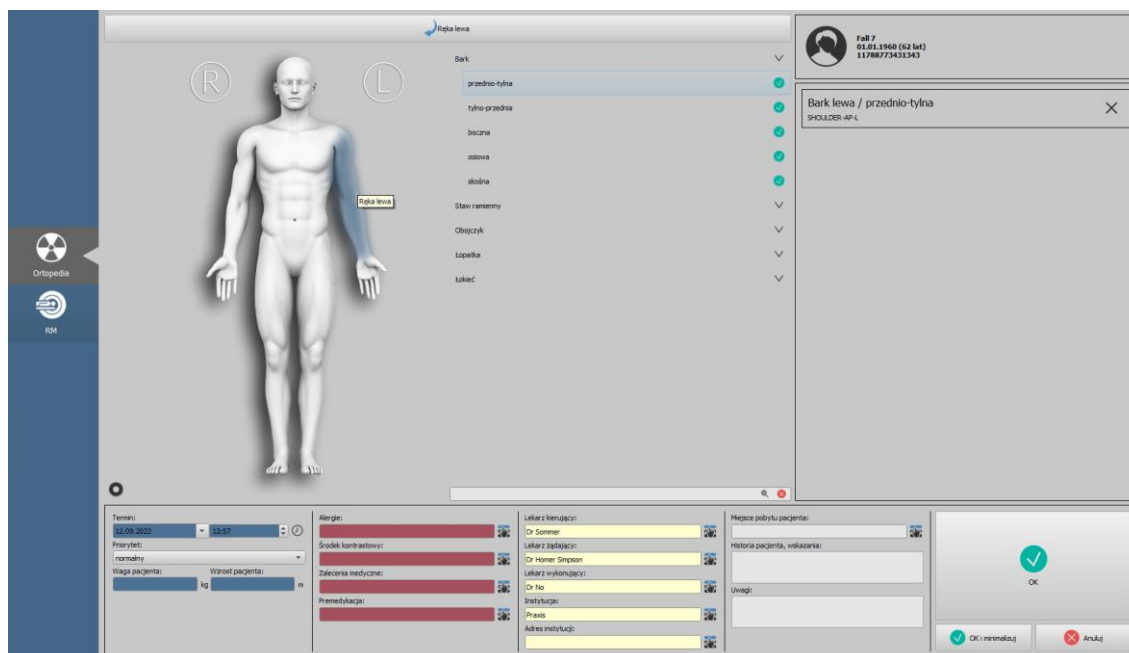 Ręka lewa
Fall 7
01.01.1960 (62 lat)
11788773431343
R
L
Ręka lewa
Bark
przednio-tylna
tylno-przednia
boczna
osiowa
skośna
Staw ramienny
Obojczyk
Łopatka
Łokieć
Bark lewa / przednio-tylna
SHOULDER-AP-L
Ortopedia
RM
Termin:
12.09.2022
12:57
Priorytet:
normalny
Waga pacjenta:
Wzrost pacjenta:
kg
m
Alergie:
Środek kontrastowy:
Zalecenia medyczne:
Premedykacja:
Lekarz kierujący:
Dr Sommer
Lekarz żądający:
Dr Homer Simpson
Lekarz wykonujący:
Dr No
Instytucja:
Praxis
Adres instytucji:
Miejsce pobytu pacjenta:
Historia pacjenta, wskazania:
Uwagi:
OK
OK i minimalizuj
Anuluj